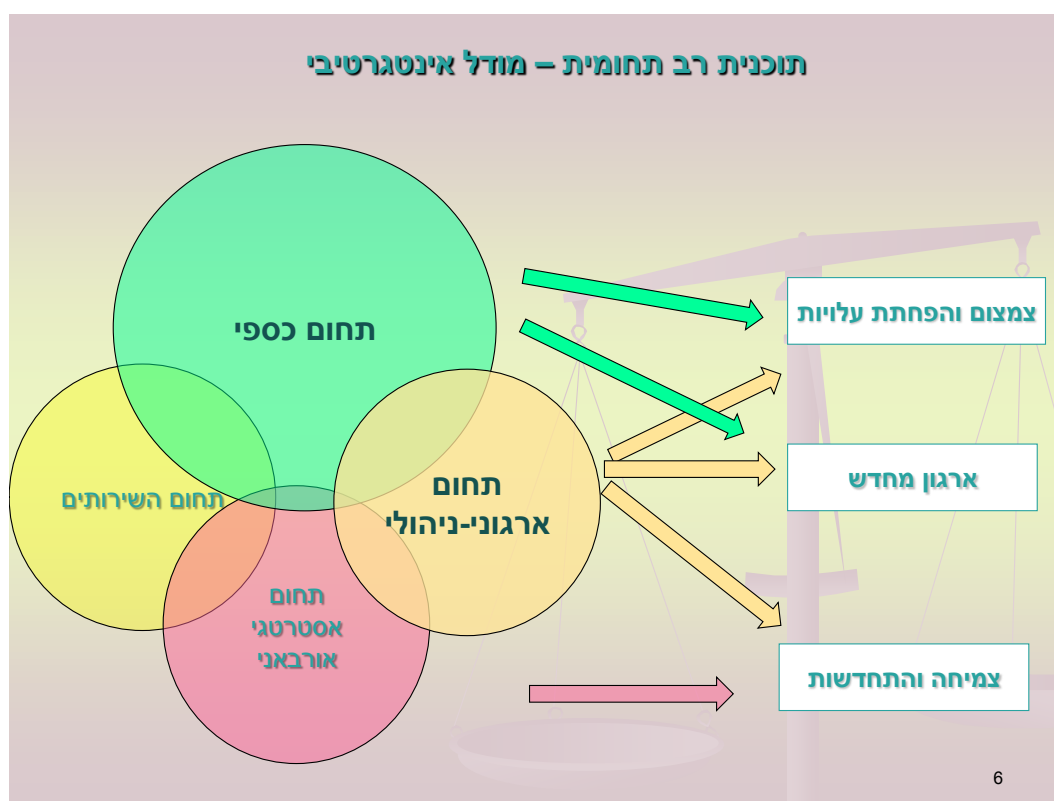 תוכנית רב תחומית – מודל אינטגרטיבי
תחום כספי
צמצום והפחתת עלויות
תחום
ארגוני-ניהולי
תחום השירותים
ארגון מחדש
תחום
אסטרטגי
אורבאני
צמיחה והתחדשות
6